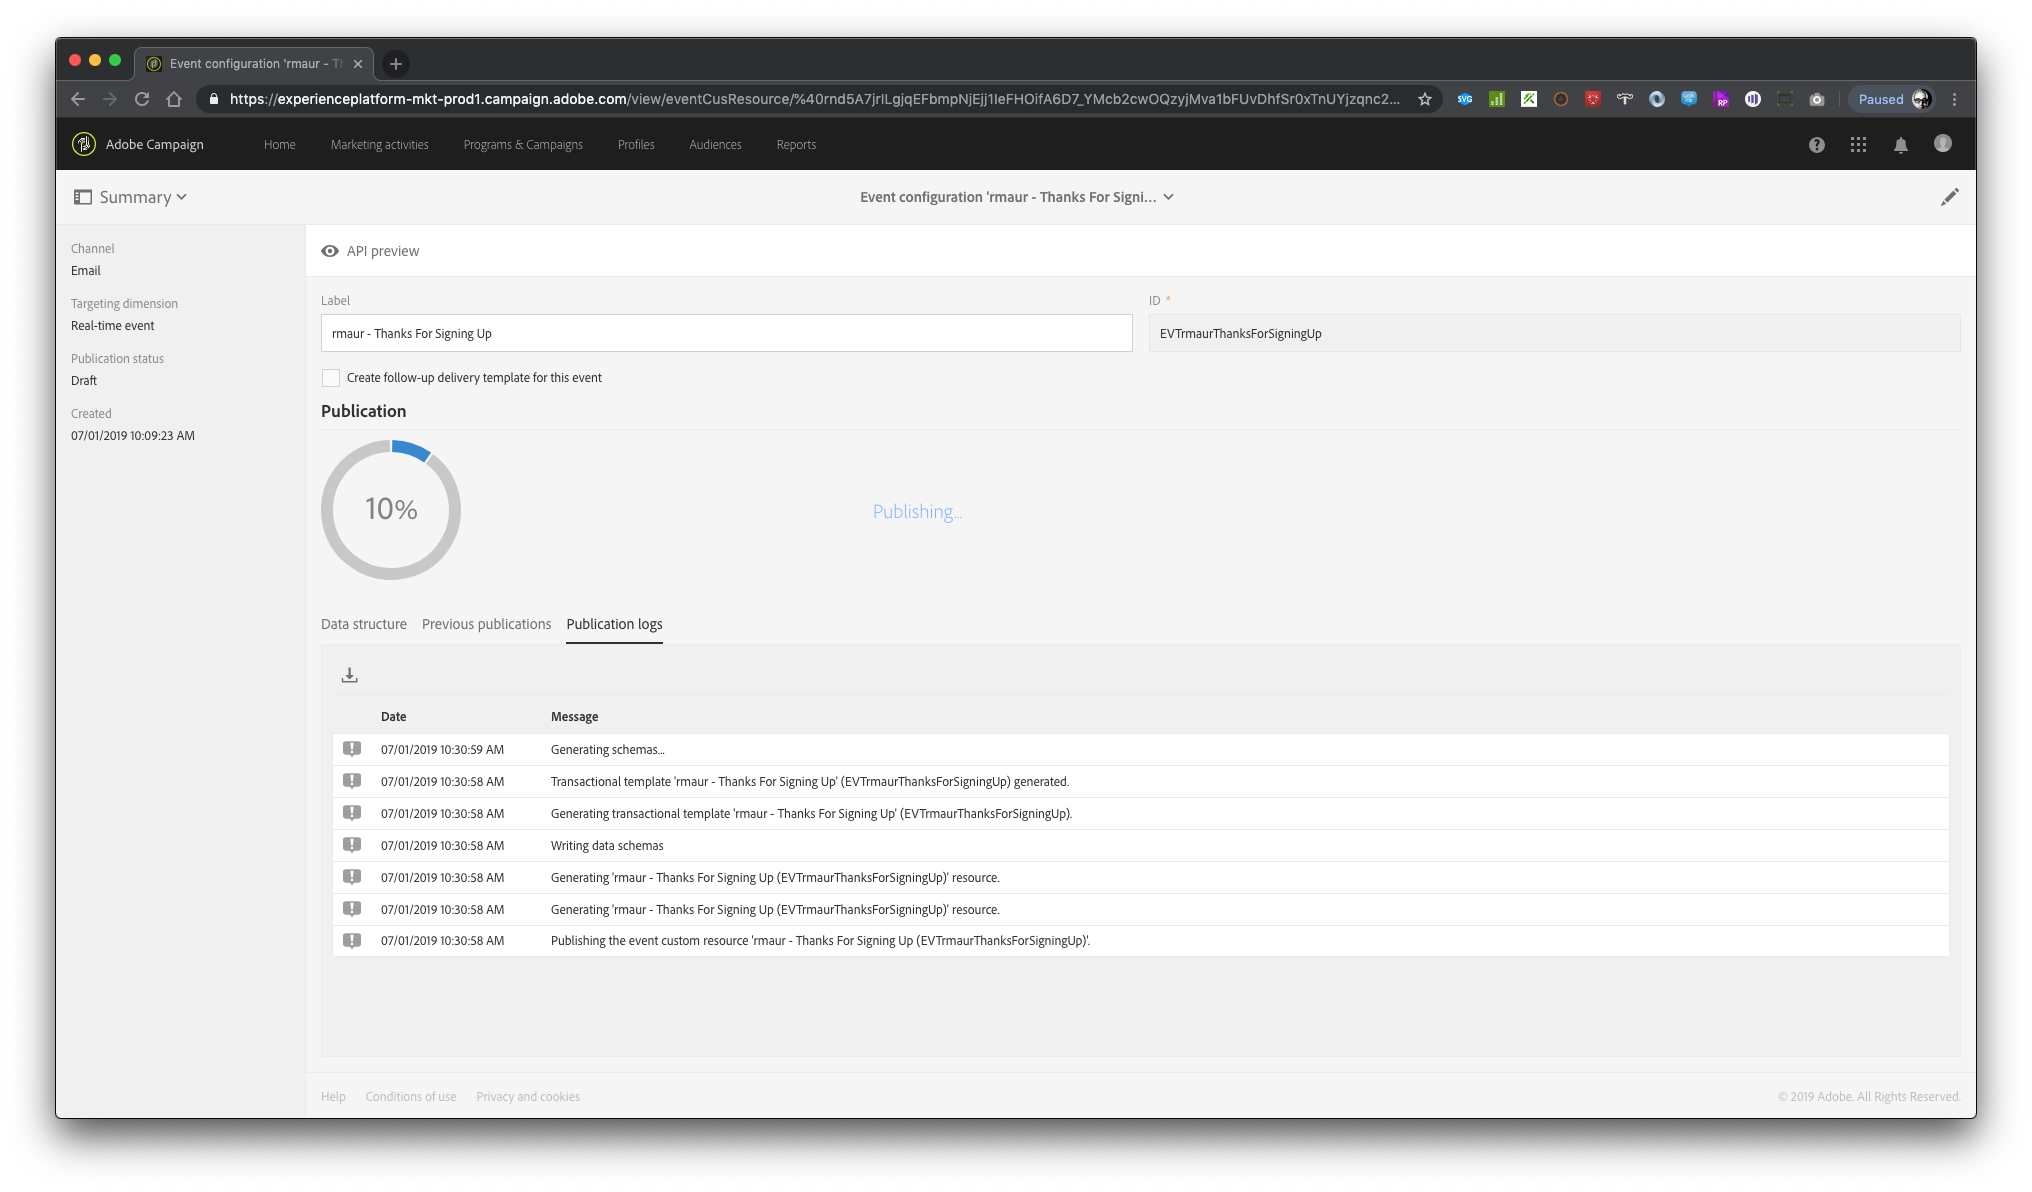 Event configuration 'rmaur - Th
https://experienceplatform-mkt-prod1.campaign.adobe.com/view/eventCusResource/
Paused
Adobe Campaign
Home
Marketing activities
Programs & Campaigns
Profiles
Audiences
Reports
Summary
Event configuration 'rmaur - Thanks For Signi...
Channel
Email
Targeting dimension
Real-time event
Publication status
Draft
Created
07/01/2019 10:09:23 AM
API preview
Label
ID *
rmaur - Thanks For Signing Up
EVTrmaurThanksForSigningUp
Create follow-up delivery template for this event
Publication
10%
Publishing...
Data structure
Previous publications
Publication logs
Date Message
07/01/2019 10:30:59 AM Generating schemas...
07/01/2019 10:30:58 AM Transactional template 'rmaur - Thanks For Signing Up' (EVTrmaurThanksForSigningUp) generated.
07/01/2019 10:30:58 AM Generating transactional template 'rmaur - Thanks For Signing Up' (EVTrmaurThanksForSigningUp).
07/01/2019 10:30:58 AM Writing data schemas
07/01/2019 10:30:58 AM Generating 'rmaur - Thanks For Signing Up (EVTrmaurThanksForSigningUp)' resource.
07/01/2019 10:30:58 AM Generating 'rmaur - Thanks For Signing Up (EVTrmaurThanksForSigningUp)' resource.
07/01/2019 10:30:58 AM Publishing the event custom resource 'rmaur - Thanks For Signing Up (EVTrmaurThanksForSigningUp)'.
Help
Conditions of use
Privacy and cookies
© 2019 Adobe. All Rights Reserved.